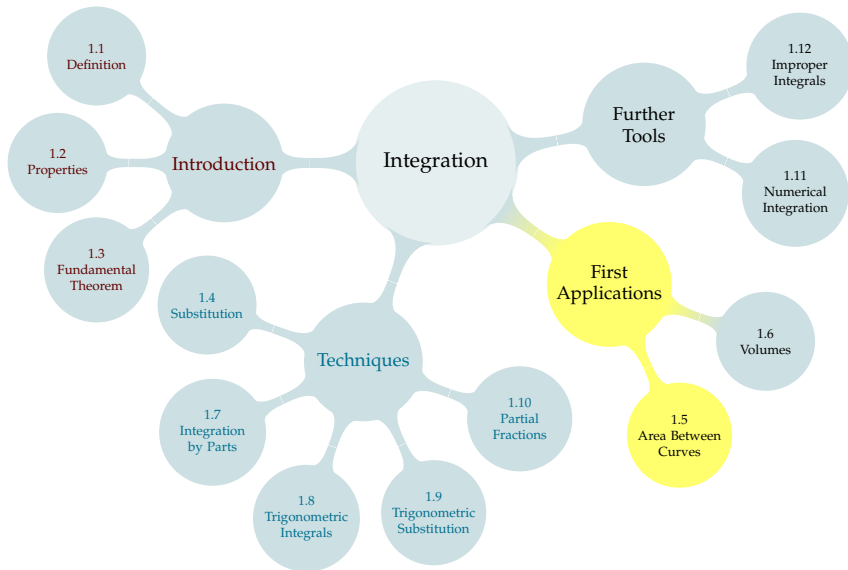 1.1
Definition
1.2
Properties
1.3
Fundamental
Theorem
Introduction
Integration
Further
Tools
1.12
Improper
Integrals
1.11
Numerical
Integration
First
Applications
1.6
Volumes
1.5
Area Between
Curves
Techniques
1.4
Substitution
1.7
Integration
by Parts
1.8
Trigonometric
Integrals
1.9
Trigonometric
Substitution
1.10
Partial
Fractions